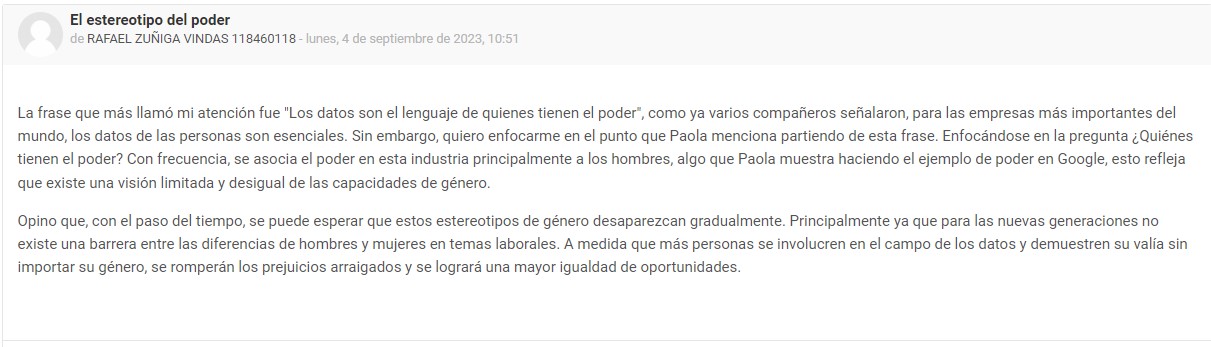 El estereotipo del poder
de RAFAEL ZUÑIGA VINDAS 118460118 - lunes, 4 de septiembre de 2023, 10:51
La frase que más llamó mi atención fue "Los datos son el lenguaje de quienes tienen el poder", como ya varios compañeros señalaron, para las empresas más importantes del
mundo, los datos de las personas son esenciales. Sin embargo, quiero enfocarme en el punto que Paola menciona partiendo de esta frase. Enfocándose en la pregunta ¿Quiénes
tienen el poder? Con frecuencia, se asocia el poder en esta industria principalmente a los hombres, algo que Paola muestra haciendo el ejemplo de poder en Google, esto refleja
que existe una visión limitada y desigual de las capacidades de género.
Opino que, con el paso del tiempo, se puede esperar que estos estereotipos de género desaparezcan gradualmente. Principalmente ya que para las nuevas generaciones no
existe una barrera entre las diferencias de hombres y mujeres en temas laborales. A medida que más personas se involucren en el campo de los datos y demuestren su valía sin
importar su género, se romperán los prejuicios arraigados y se logrará una mayor igualdad de oportunidades.